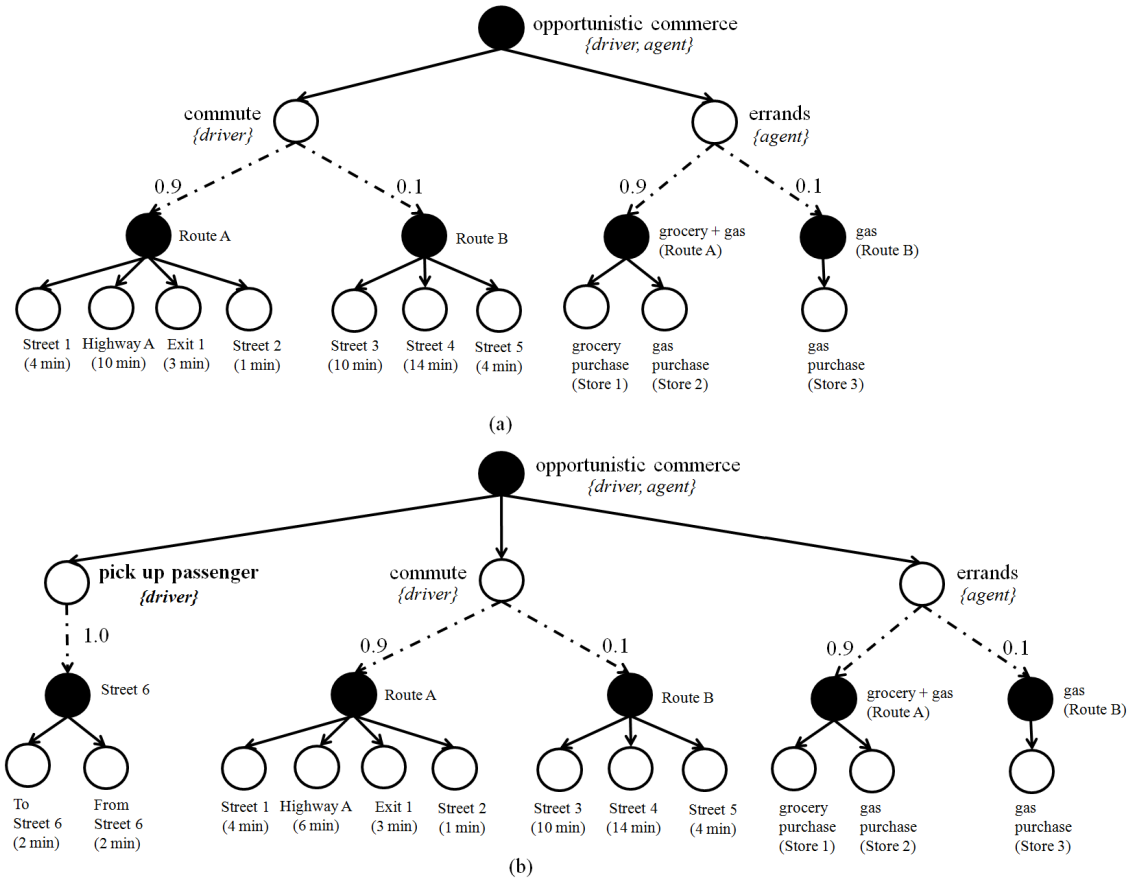 opportunistic commerce
{driver, agent}
commute
{driver}
errands
{agent}
0.9
0.1
0.9
0.1
Route A
Route B
grocery + gas
(Route A)
gas
(Route B)
Street 1
(4 min)
Highway A
(10 min)
Exit 1
(3 min)
Street 2
(1 min)
Street 3
(10 min)
Street 4
(14 min)
Street 5
(4 min)
grocery
purchase
(Store 1)
gas
purchase
(Store 2)
gas
purchase
(Store 3)
(a)
opportunistic commerce
{driver, agent}
pick up passenger
{driver}
commute
{driver}
errands
{agent}
1.0
0.9
0.1
0.9
0.1
Street 6
Route A
Route B
grocery + gas
(Route A)
gas
(Route B)
To
Street 6
(2 min)
From
Street 6
(2 min)
Street 1
(4 min)
Highway A
(6 min)
Exit 1
(3 min)
Street 2
(1 min)
Street 3
(10 min)
Street 4
(14 min)
Street 5
(4 min)
grocery
purchase
(Store 1)
gas
purchase
(Store 2)
gas
purchase
(Store 3)
(b)